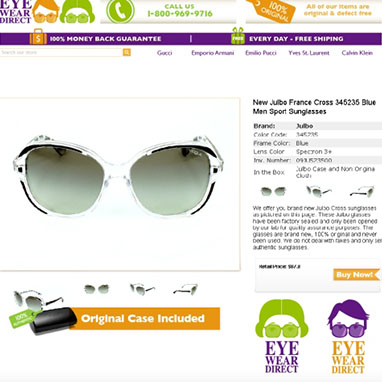 EYE
WEAR
DIRECT
CALL US
1-800-969-9716
100%
ORIGINAL
All of our items are
original & defect free
100% MONEY BACK GUARANTEE
FREE
EVERY DAY - FREE SHIPPING
Search our store
Gucci
Emporio Armani
Emilio Pucci
Yves St. Laurent
Calvin Klein
New Julbo France Cross 345235 Blue
Men Sport Sunglasses
Brand: Julbo
Color Code: 345235
Frame Color: Blue
Lens Color Spectron 3+
Inv. Number:
In the Box Julbo Case and Non Original
Cloth
We offer you brand new Julbo Cross sunglasses
as pictured on this page. These Julbo glasses
have been factory sealed and only been opened
by our lab for quality assurance purposes. The
glasses are brand new, 100% original and never
been used. We do not deal with fakes and only sell
authentic sunglasses.
Retail Price:
Buy Now!
100%
AUTHENTIC
Original Case Included
EYE
WEAR
DIRECT
EYE
WEAR
DIRECT